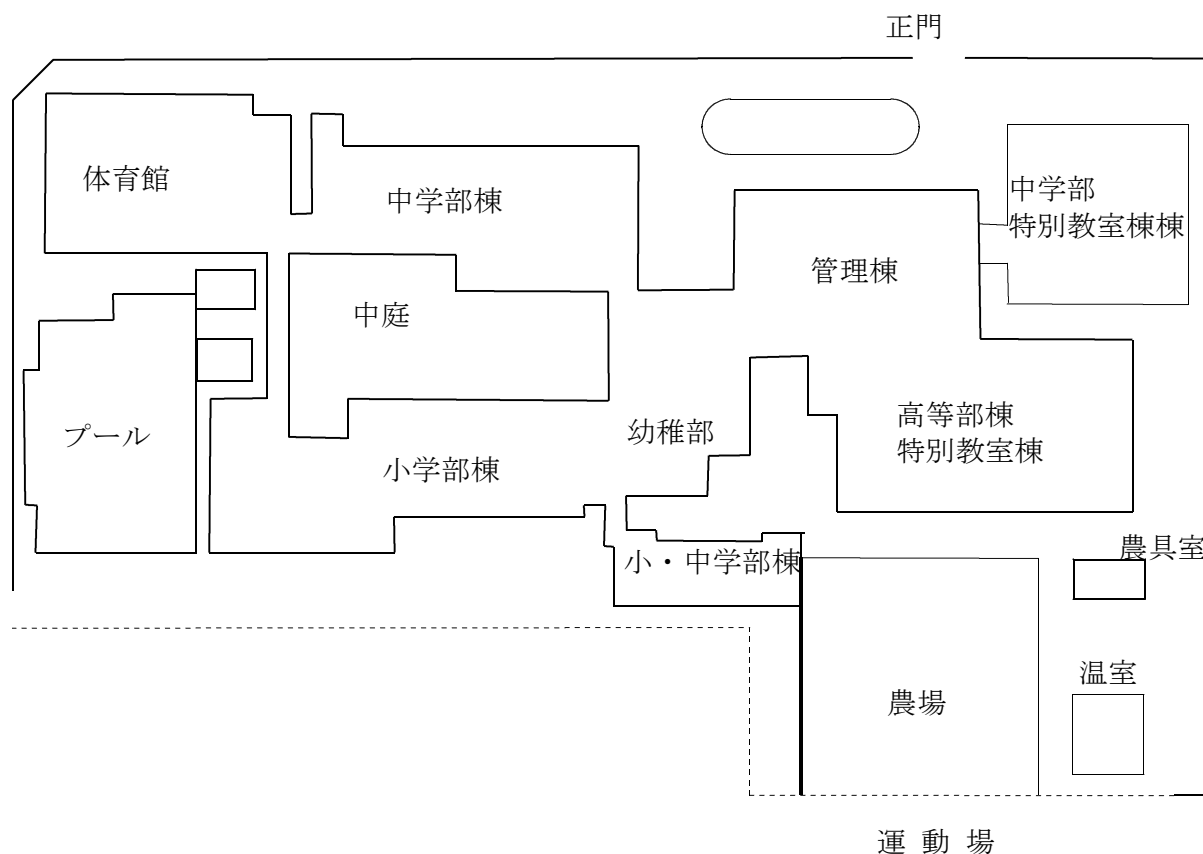 正門
体育館
中学部棟
中学部
特別教室棟棟
管理棟
中庭
プール
小学部棟
幼稚部
高等部棟
特別教室棟
小・中学部棟
農具室
温室
農場
運 動 場